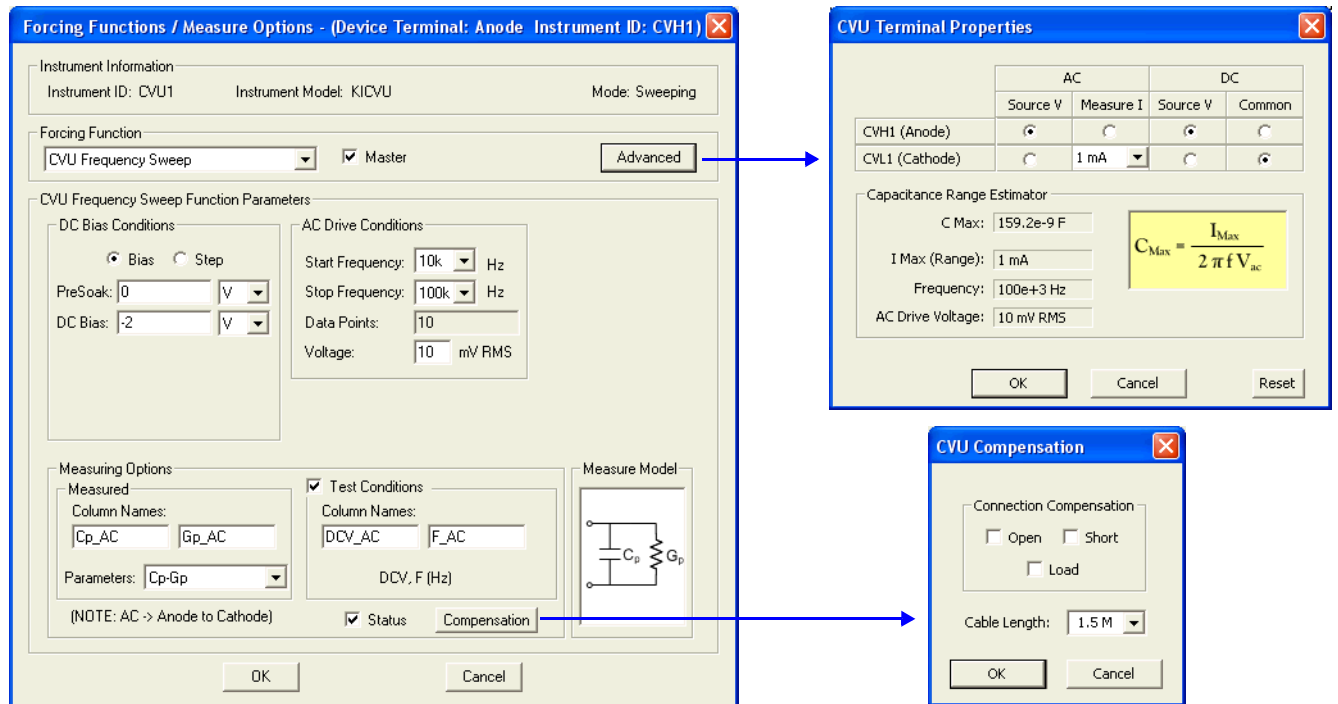 Forcing Functions / Measure Options - (Device Terminal: Anode Instrument ID: CVH1)
Instrument Information
Instrument ID: CVU1 Instrument Model: KICVU Mode: Sweeping
Forcing Function
CVU Frequency Sweep Master Advanced
CVU Frequency Sweep Function Parameters
DC Bias Conditions
Bias Step
PreSoak: 0 V
DC Bias: -2 V
AC Drive Conditions
Start Frequency: 10k Hz
Stop Frequency: 100k Hz
Data Points: 10
Voltage: 10 mV RMS
Measuring Options
Measured
Column Names:
Cp_AC Gp_AC
Parameters: Cp-Gp
(NOTE: AC -> Anode to Cathode)
Test Conditions
Column Names:
DCV_AC F_AC
DCV, F (Hz)
Status Compensation
Measure Model
Cp Gp
OK Cancel
CVU Terminal Properties
AC DC
Source V Measure I Source V Common
CVH1 (Anode)
CVL1 (Cathode) 1 mA
Capacitance Range Estimator
C Max: 159.2e-9 F
I Max (Range): 1 mA
Frequency: 100e+3 Hz
AC Drive Voltage: 10 mV RMS
CMax = IMax / 2 π f Vac
OK Cancel Reset
CVU Compensation
Connection Compensation
Open Short
Load
Cable Length: 1.5 M
OK Cancel